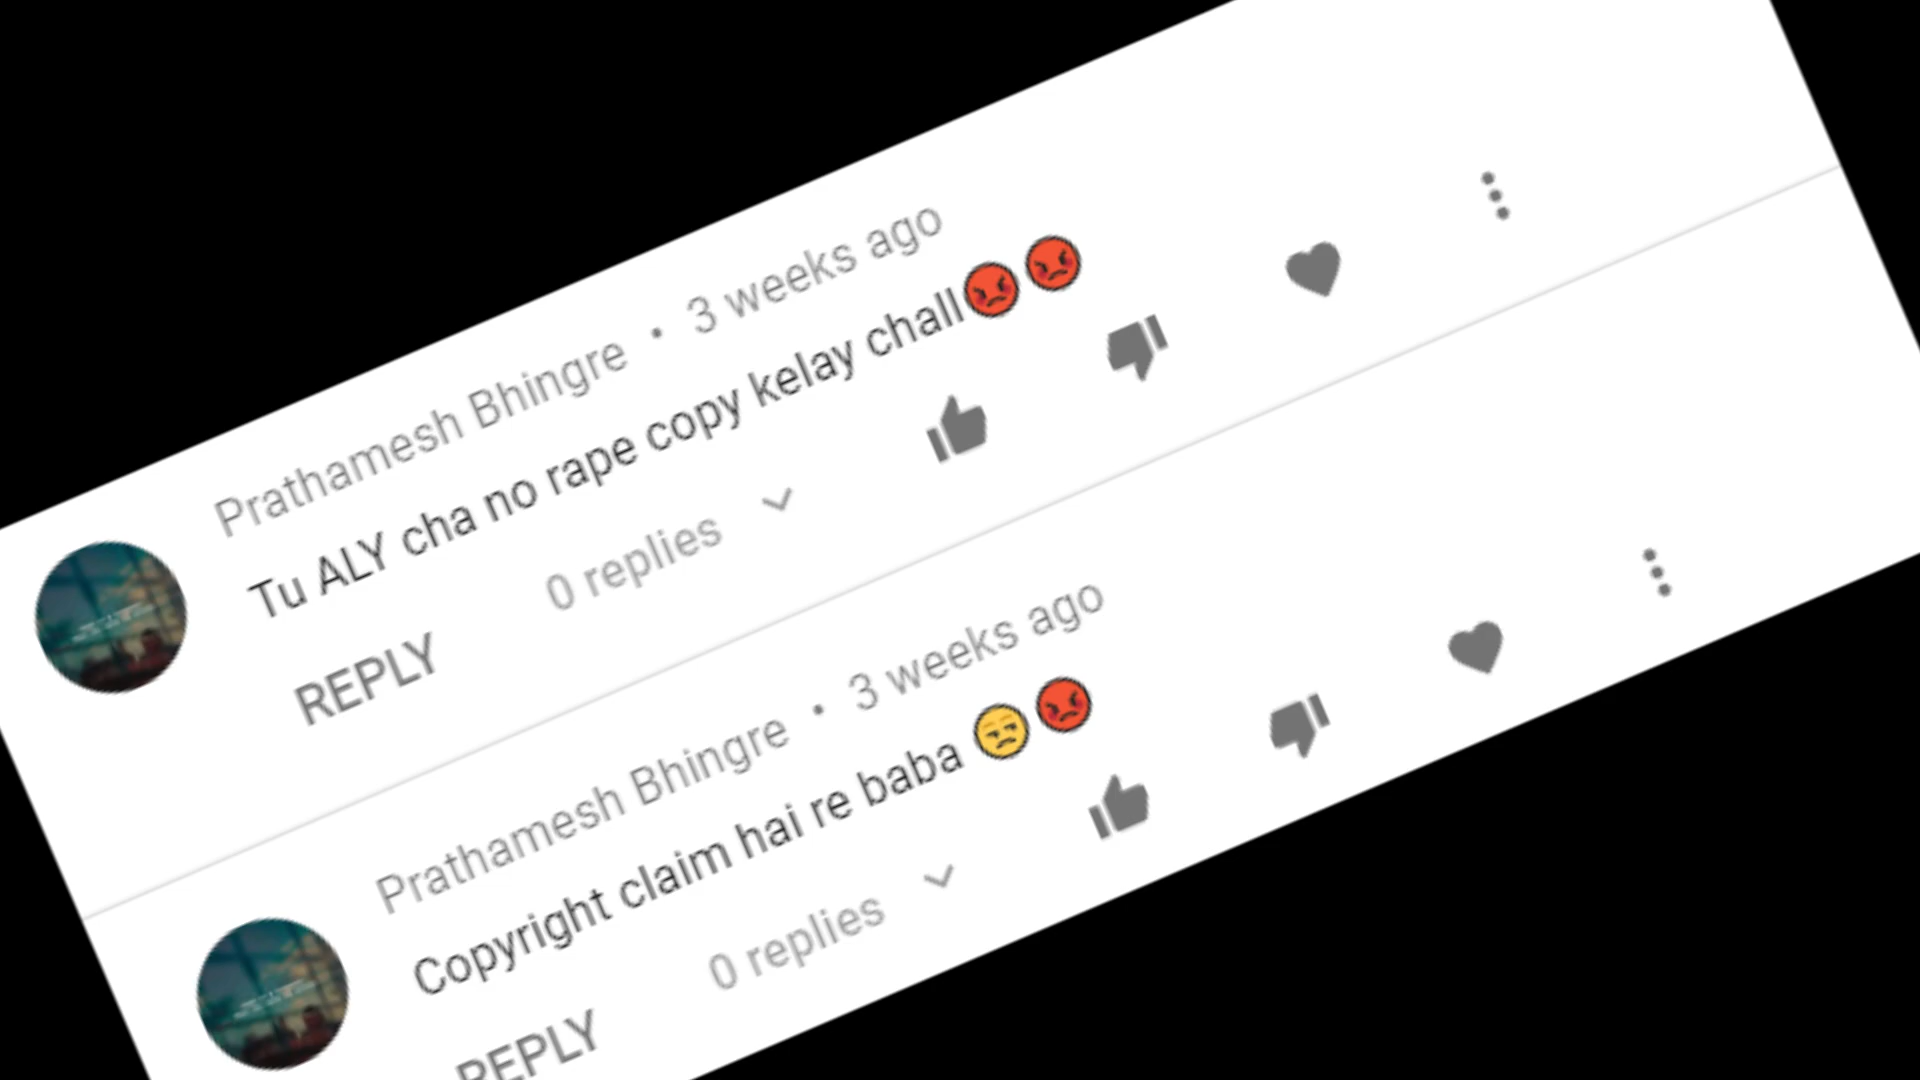 Prathamesh Bhingre • 3 weeks ago
Tu ALY cha no rape copy kelay chall😡😡
REPLY 0 replies
Prathamesh Bhingre • 3 weeks ago
Copyright claim hai re baba 😒😡
REPLY 0 replies